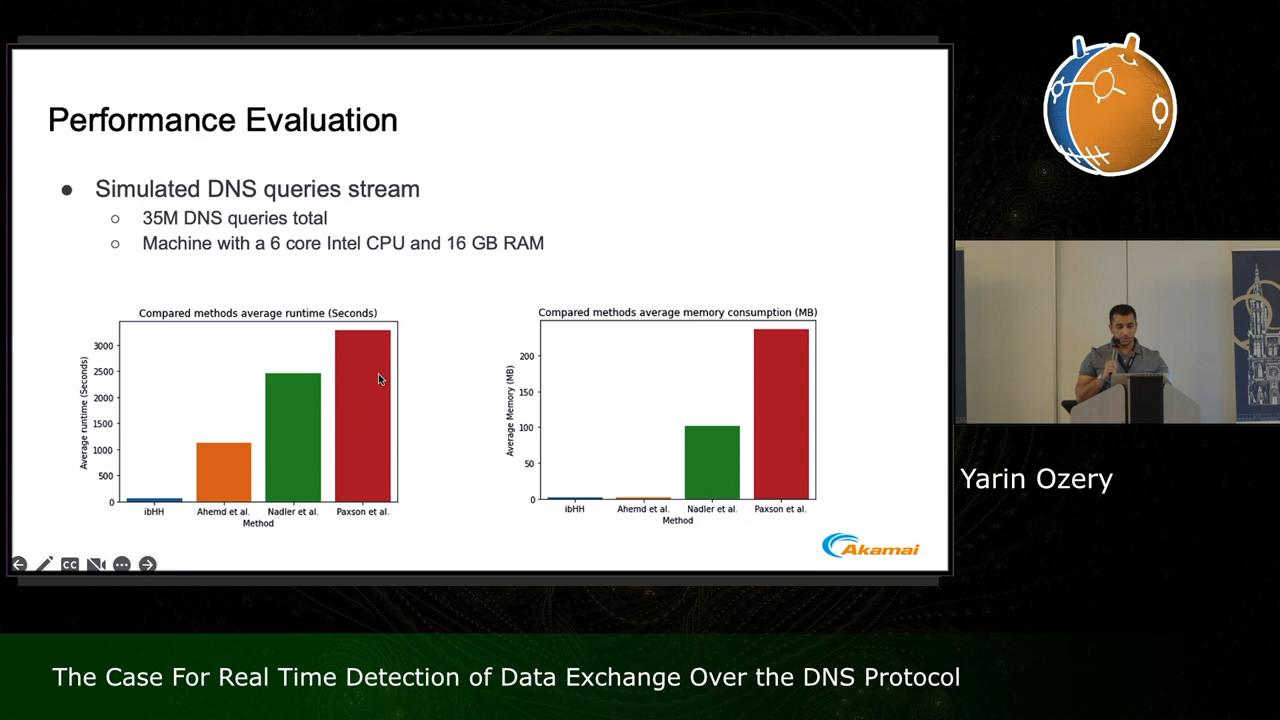 Performance Evaluation
● Simulated DNS queries stream
○ 35M DNS queries total
○ Machine with a 6 core Intel CPU and 16 GB RAM
Compared methods average runtime (Seconds)
Average runtime (Seconds)
3000
2500
2000
1500
1000
500
0
ibHH Ahemd et al. Nadler et al. Paxson et al.
Method
Compared methods average memory consumption (MB)
Average Memory (MB)
200
150
100
50
0
ibHH Ahemd et al. Nadler et al. Paxson et al.
Method
Akamai
CC
Yarin Ozery
The Case For Real Time Detection of Data Exchange Over the DNS Protocol